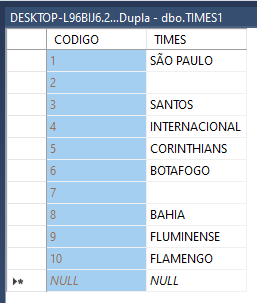 DESKTOP-L96BIJ6.2...Dupla - dbo.TIMES1
CODIGO TIMES
1 SÃO PAULO
2
3 SANTOS
4 INTERNACIONAL
5 CORINTHIANS
6 BOTAFOGO
7
8 BAHIA
9 FLUMINENSE
10 FLAMENGO
NULL NULL